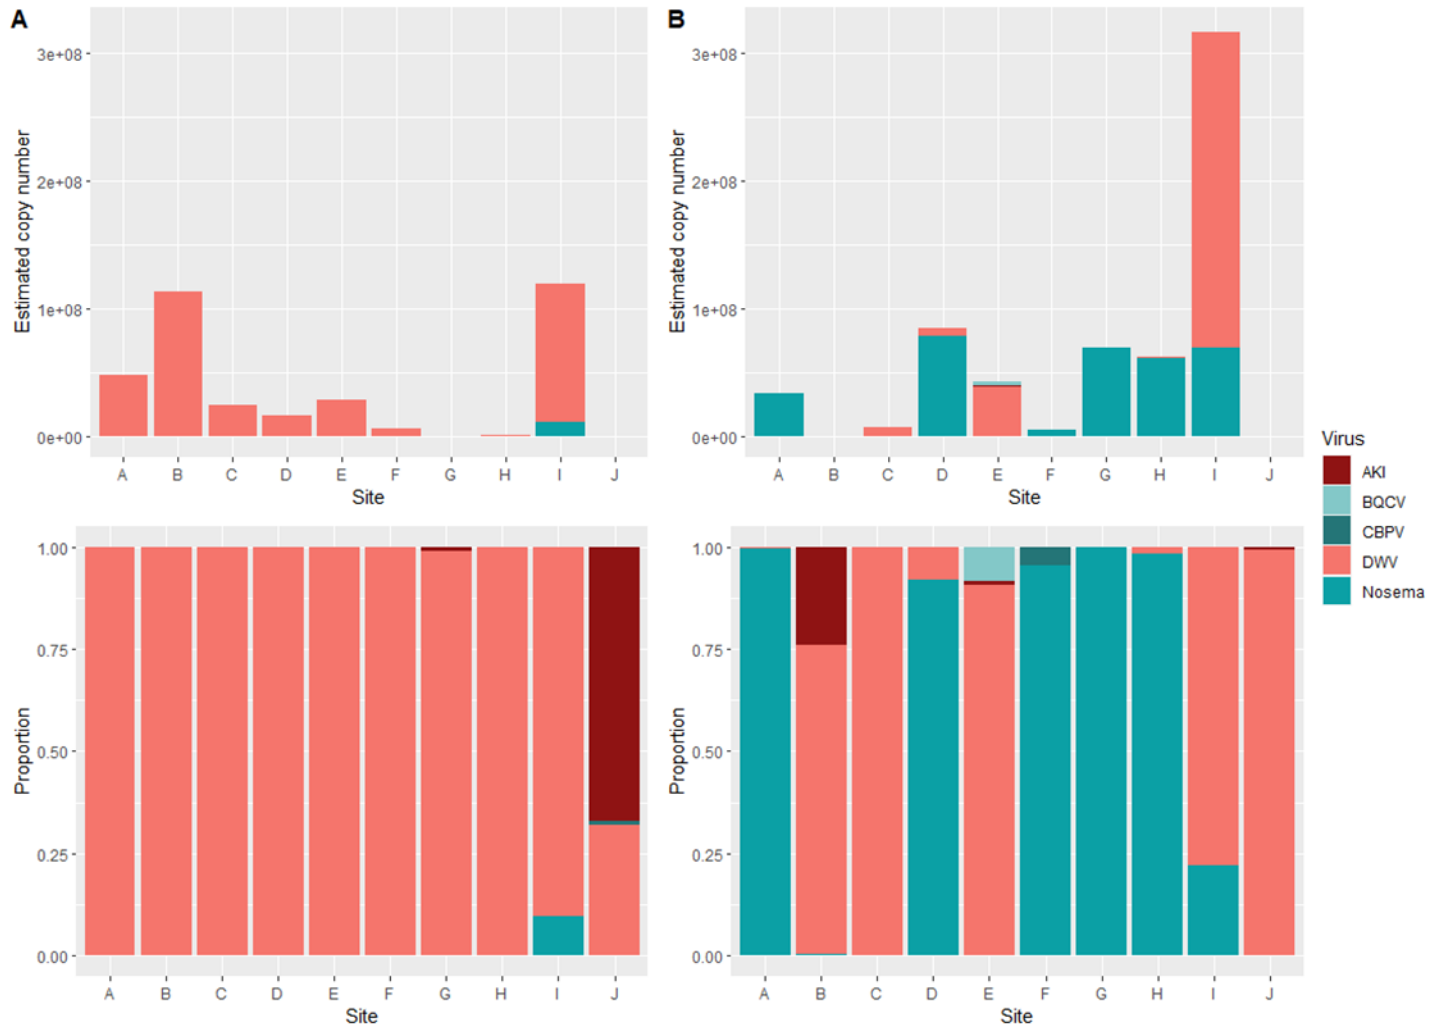 A
Estimated copy number
3e+08
2e+08
1e+08
0e+00
A B C D E F G H I J
Site
B
Estimated copy number
3e+08
2e+08
1e+08
0e+00
A B C D E F G H I J
Site
Proportion
1.00
0.75
0.50
0.25
0.00
A B C D E F G H I J
Site
Proportion
1.00
0.75
0.50
0.25
0.00
A B C D E F G H I J
Site
Virus
AKI
BQCV
CBPV
DWV
Nosema